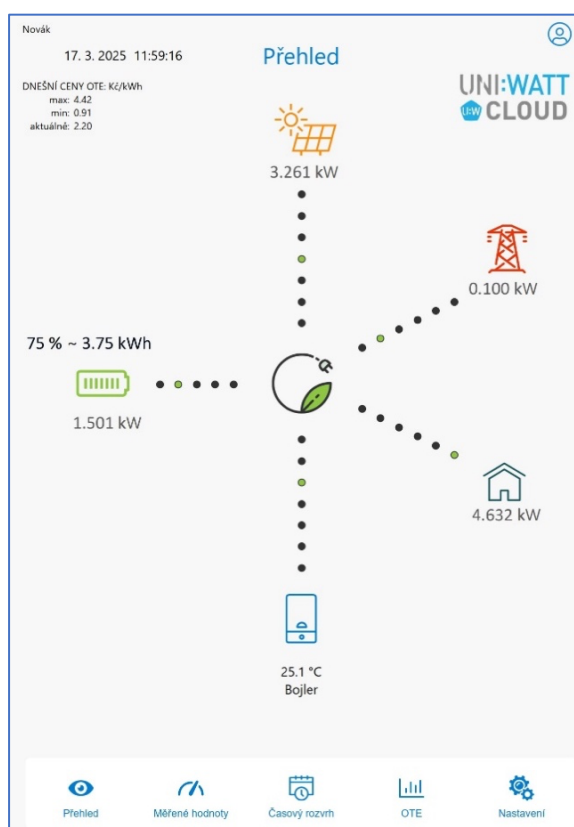 Novák
17. 3. 2025 11:59:16
Přehled
DNEŠNÍ CENY OTE: Kč/kWh
max: 4.42
min: 0.91
aktuálně: 2.20
UNI:WATT
U:W CLOUD
3.261 kW
0.100 kW
75 % ~ 3.75 kWh
1.501 kW
4.632 kW
25.1 °C
Bojler
Přehled
Měřené hodnoty
Časový rozvrh
OTE
Nastavení